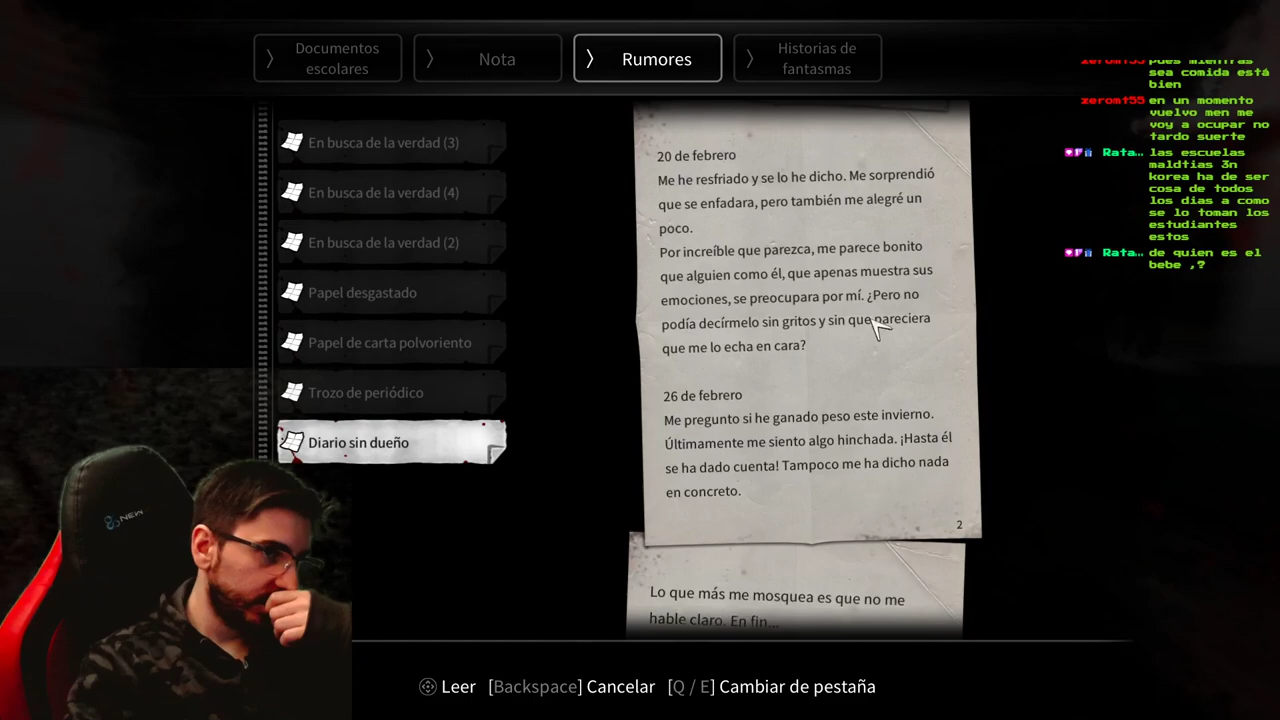 Documentos
escolares
Nota
Rumores
Historias de
fantasmas
En busca de la verdad (3)
En busca de la verdad (4)
En busca de la verdad (2)
Papel desgastado
Papel de carta polvoriento
Trozo de periódico
Diario sin dueño
20 de febrero
Me he resfriado y se lo he dicho. Me sorprendió
que se enfadara, pero también me alegré un
poco.
Por increíble que parezca, me parece bonito
que alguien como él, que apenas muestra sus
emociones, se preocupara por mí. ¿Pero no
podía decírmelo sin gritos y sin que pareciera
que me lo echa en cara?
26 de febrero
Me pregunto si he ganado peso este invierno.
Últimamente me siento algo hinchada. ¡Hasta él
se ha dado cuenta! Tampoco me ha dicho nada
en concreto.
2
Lo que más me mosquea es que no me
hable claro. En fin...
zeromt55 pues mientras
sea comida está
bien
zeromt55 en un momento
vuelvo men me
voy a ocupar no
tardo suerte
Rata… las escuelas
maldtias 3n
korea ha de ser
cosa de todos
los dias a como
se lo toman los
estudiantes
estos
Rata… de quien es el
bebe ,?
NEW
Leer [Backspace] Cancelar [Q / E] Cambiar de pestaña